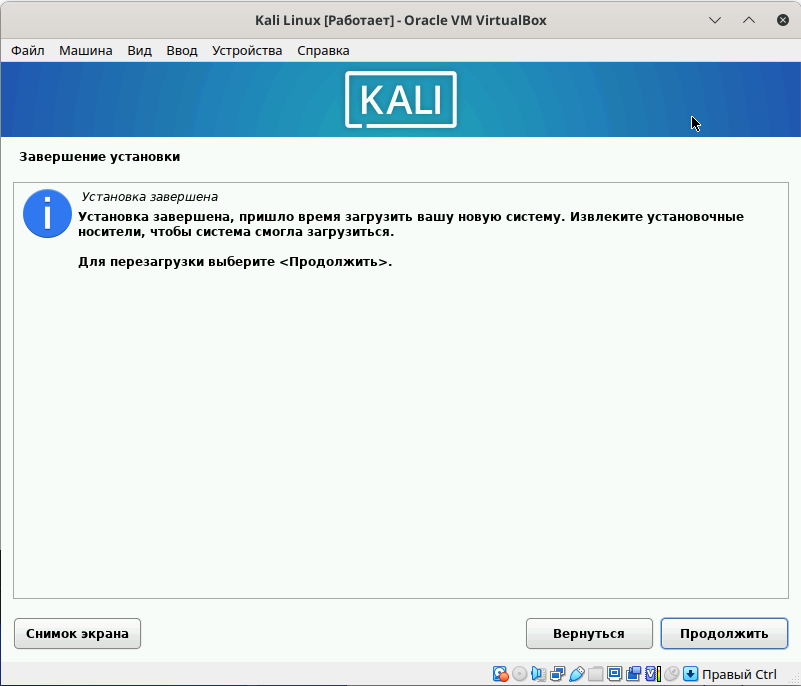 Kali Linux [Работает] - Oracle VM VirtualBox
Файл Машина Вид Ввод Устройства Справка
KALI
Завершение установки
Установка завершена
Установка завершена, пришло время загрузить вашу новую систему. Извлеките установочные
носители, чтобы система смогла загрузиться.
Для перезагрузки выберите <Продолжить>.
Снимок экрана Вернуться Продолжить
Правый Ctrl